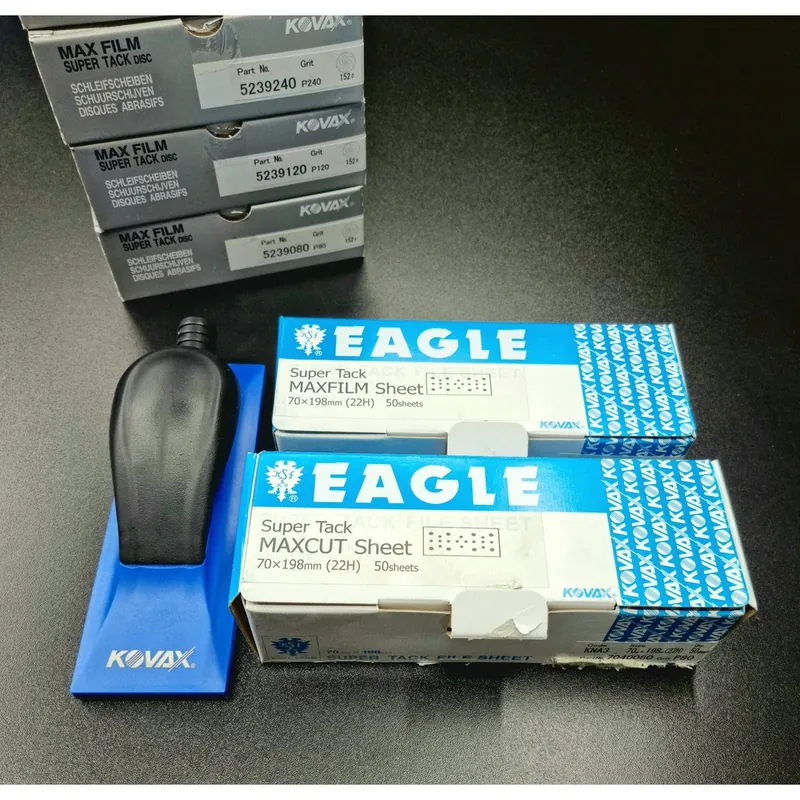 KOVAX
MAX FILM
SUPER TACK DISC
SCHLEIFSCHEIBEN
SCHUURSCHIJVEN
DISQUES ABRASIFS
Part No. Grit
5239240 P240 152∅
KOVAX
MAX FILM
SUPER TACK DISC
SCHLEIFSCHEIBEN
SCHUURSCHIJVEN
DISQUES ABRASIFS
Part No. Grit
5239120 P120 152∅
KOVAX
MAX FILM
SUPER TACK DISC
SCHLEIFSCHEIBEN
SCHUURSCHIJVEN
DISQUES ABRASIFS
Part No. Grit
5239080 P80 152∅
EAGLE
Super Tack
MAXFILM Sheet
70×198mm (22H) 50sheets
KOVAX
EAGLE
Super Tack
MAXCUT Sheet
70×198mm (22H) 50sheets
KOVAX
SUPER TACK FILE SHEET
KNA3
7040080 P80
KOVAX